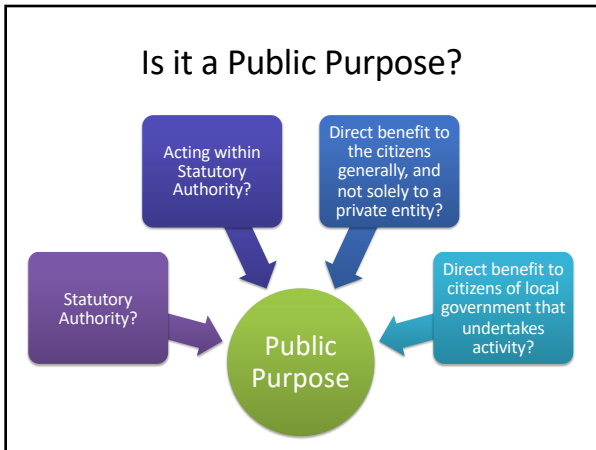 Is it a Public Purpose?
Statutory
Authority?
Acting within
Statutory
Authority?
Direct benefit to
the citizens
generally, and
not solely to a
private entity?
Direct benefit to
citizens of local
government that
undertakes
activity?
Public
Purpose